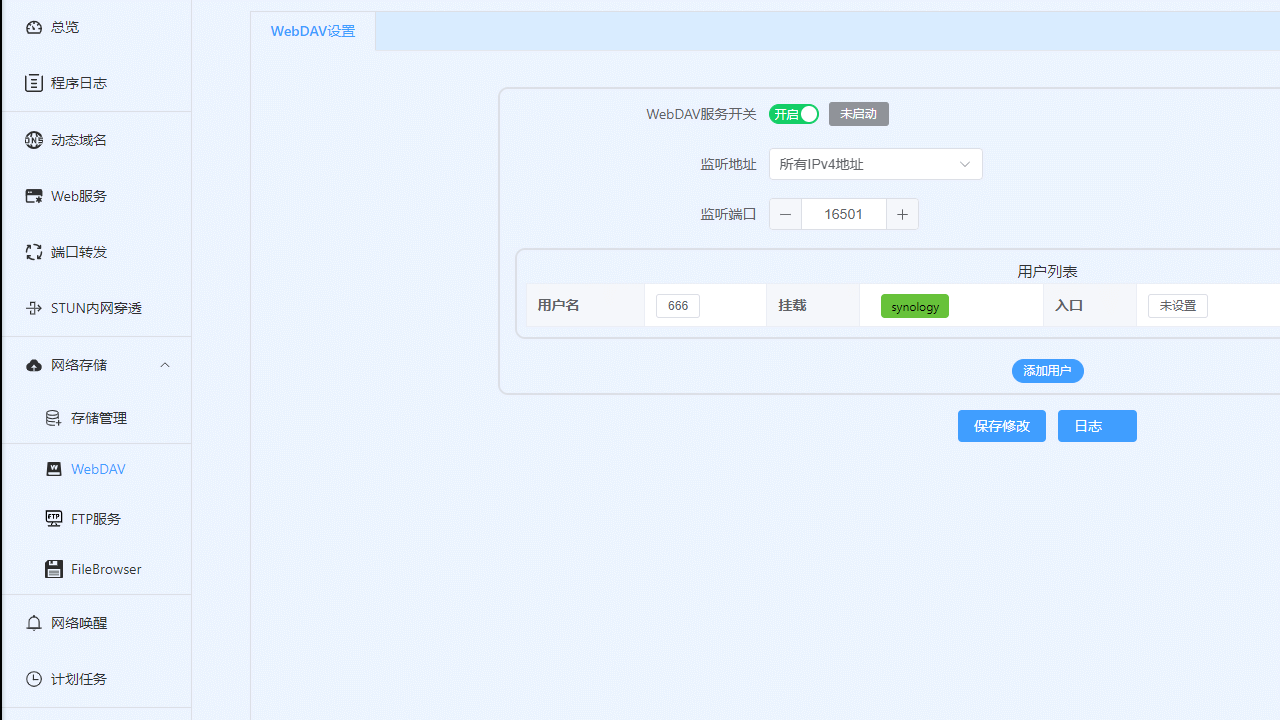 总览
程序日志
动态域名
Web服务
端口转发
STUN内网穿透
网络存储
存储管理
WebDAV
FTP服务
FileBrowser
网络唤醒
计划任务
WebDAV设置
WebDAV服务开关 开启 未启动
监听地址 所有IPv4地址
监听端口 16501
用户列表
用户名 666 挂载 synology 入口 未设置
添加用户
保存修改 日志